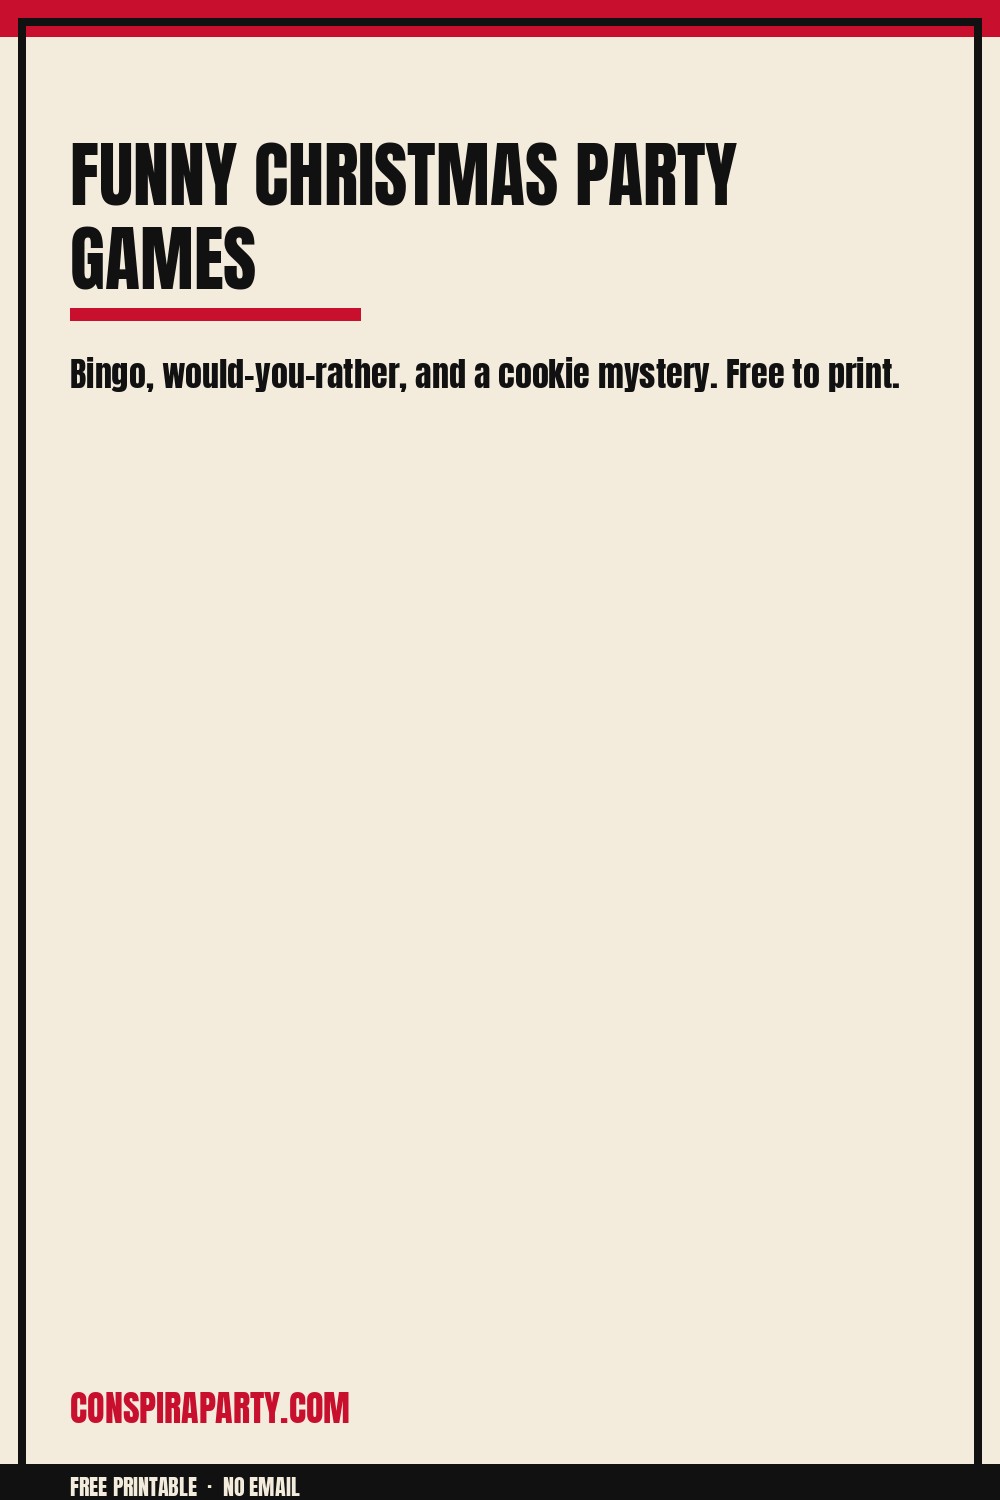 FUNNY CHRISTMAS PARTY
GAMES
Bingo, would-you-rather, and a cookie mystery. Free to print.
CONSPIRAPARTY.COM
FREE PRINTABLE · NO EMAIL